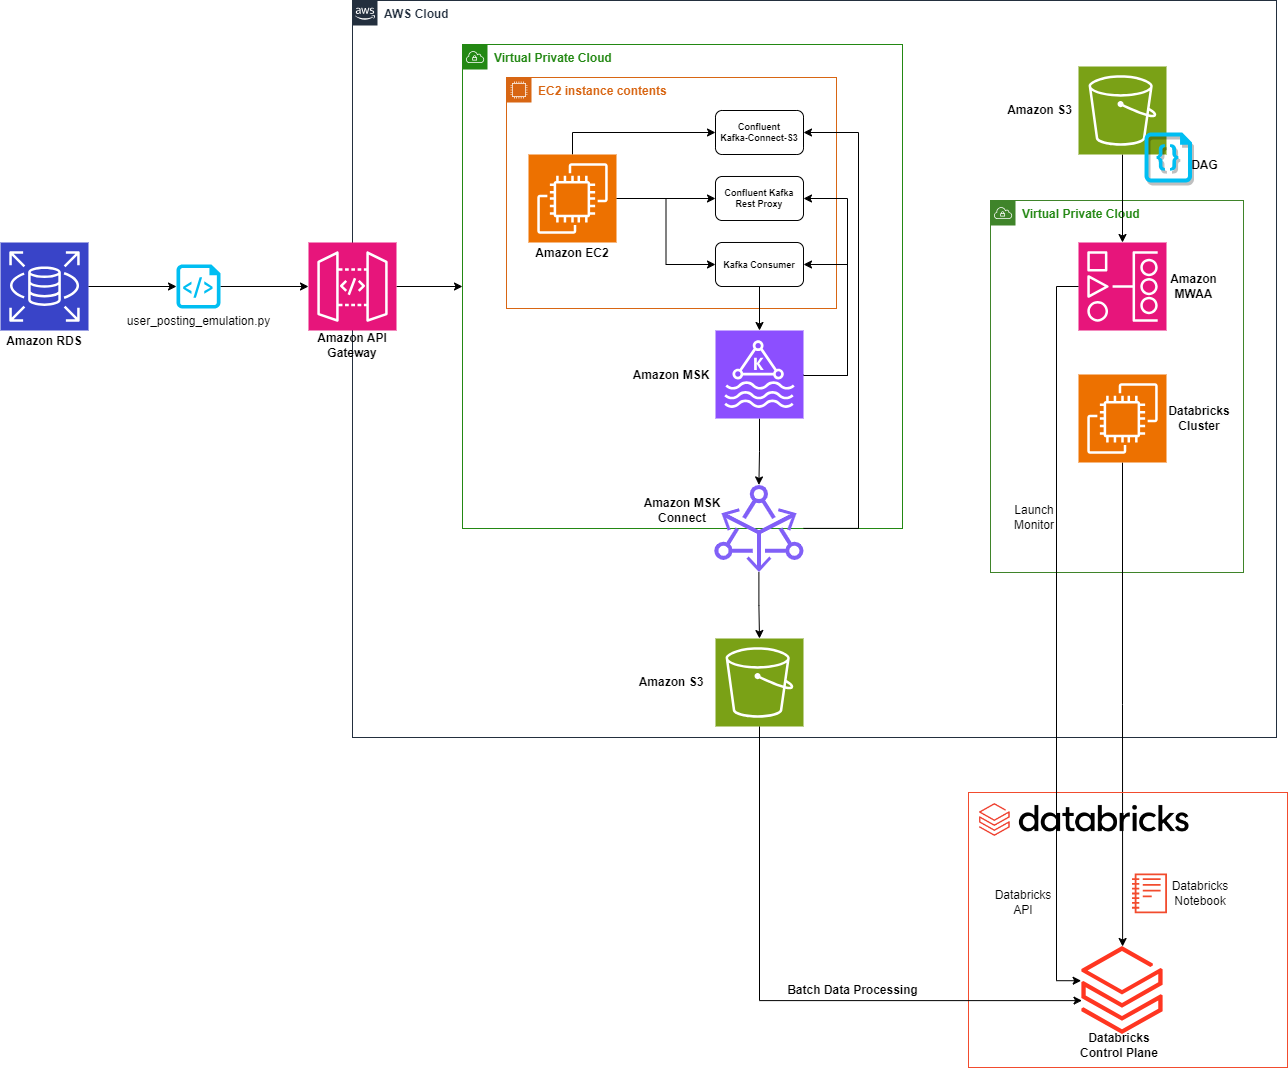 aws
AWS Cloud
Virtual Private Cloud
EC2 instance contents
Confluent
Kafka-Connect-S3
Confluent Kafka
Rest Proxy
Kafka Consumer
Amazon EC2
Amazon S3
{}
DAG
Virtual Private Cloud
Amazon
MWAA
</>
user_posting_emulation.py
Amazon RDS
</>
Amazon API
Gateway
K
Amazon MSK
Databricks
Cluster
Amazon MSK
Connect
Launch
Monitor
Amazon S3
databricks
Databricks
API
Databricks
Notebook
Batch Data Processing
Databricks
Control Plane